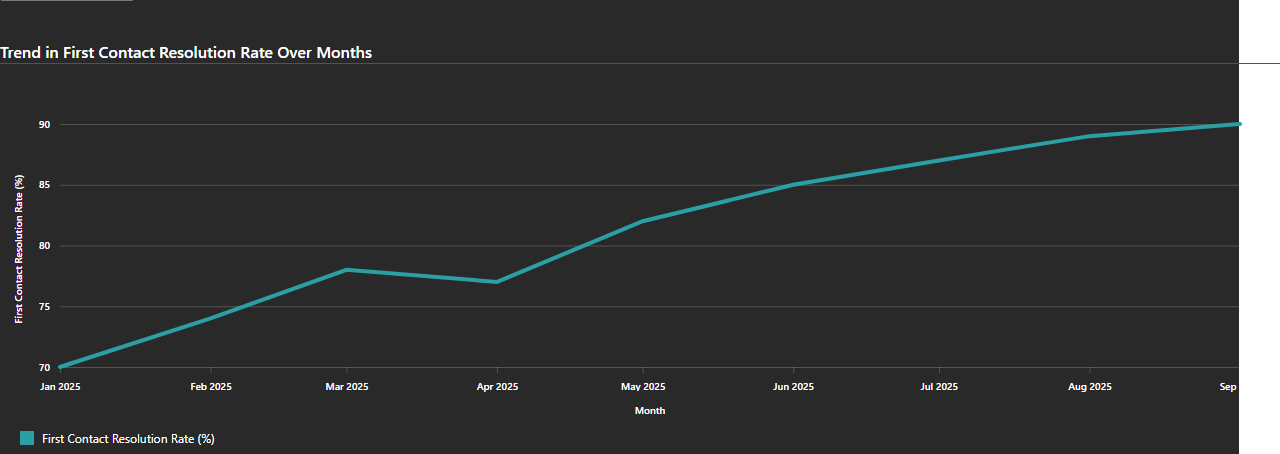 Trend in First Contact Resolution Rate Over Months
90
85
80
75
70
First Contact Resolution Rate (%)
Jan 2025 Feb 2025 Mar 2025 Apr 2025 May 2025 Jun 2025 Jul 2025 Aug 2025 Sep
Month
First Contact Resolution Rate (%)